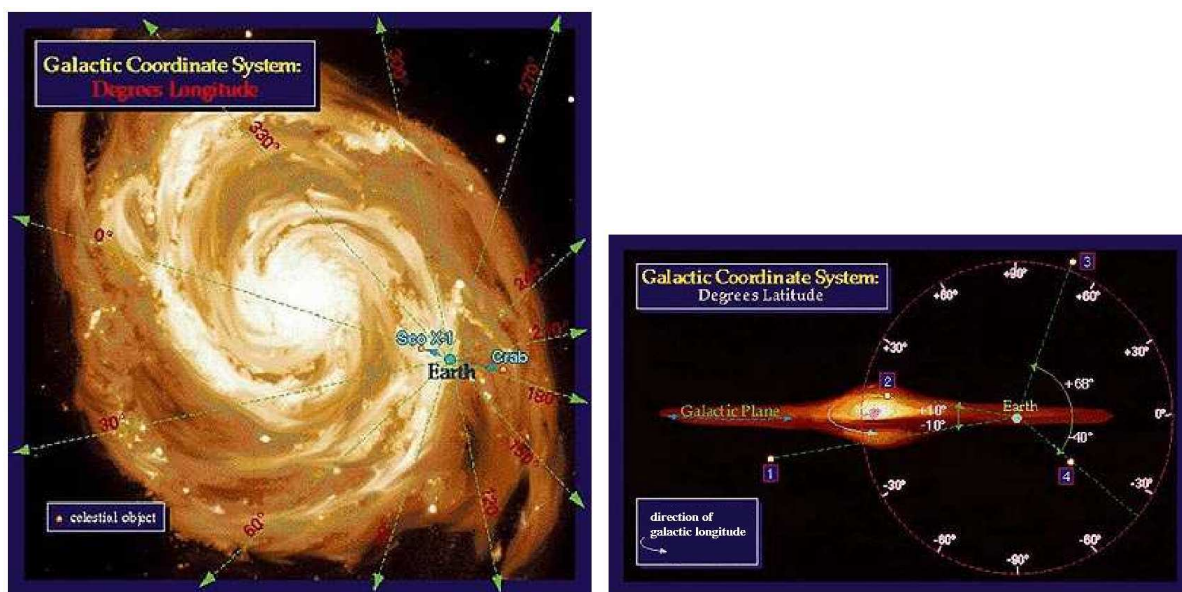 Galactic Coordinate System:
Degrees Longitude
300°
270°
330°
0°
240°
210°
Sco X-1
Crab
Earth
180°
30°
150°
120°
60°
celestial object
Galactic Coordinate System:
Degrees Latitude
+90°
3
+60°
+60°
+30°
+30°
2
+68°
Galactic Plane
+10°
Earth
0°
-10°
-40°
1
4
-30°
-30°
direction of
galactic longitude
-60°
-90°
-60°